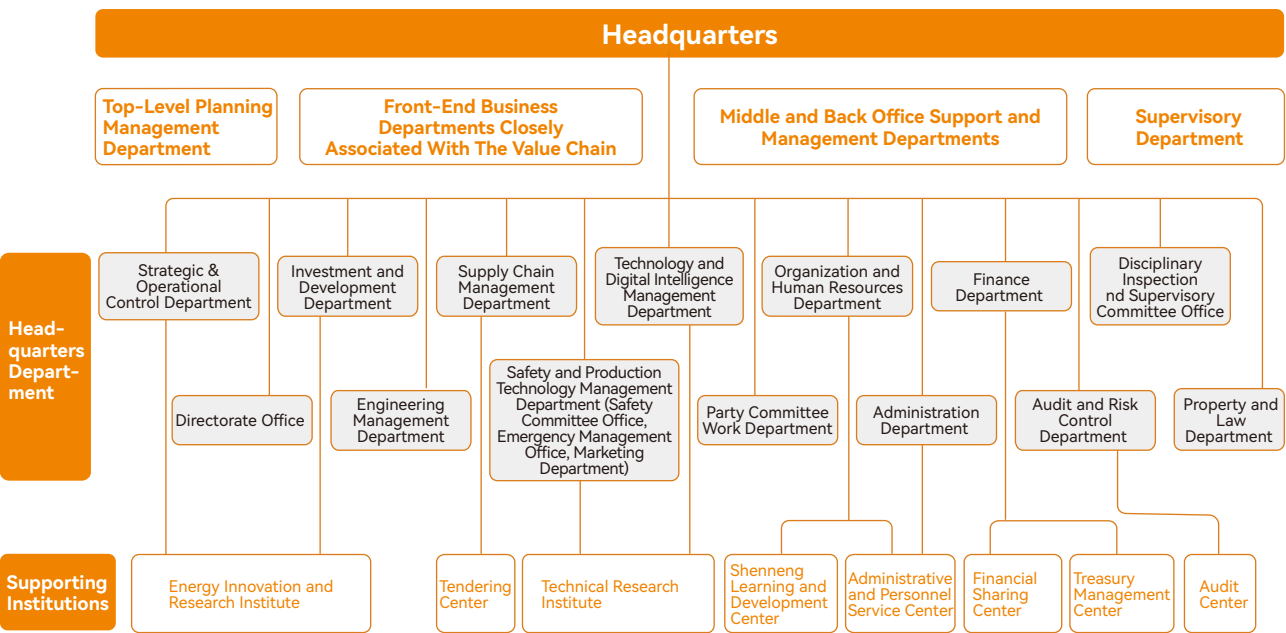 Headquarters
Top-Level Planning
Management
Department
Front-End Business
Departments Closely
Associated With The Value Chain
Middle and Back Office Support and
Management Departments
Supervisory
Department
Head-
quarters
Depart-
ment
Strategic &
Operational
Control Department
Investment and
Development
Department
Supply Chain
Management
Department
Technology and
Digital Intelligence
Management
Department
Organization and
Human Resources
Department
Finance
Department
Disciplinary
Inspection
nd Supervisory
Committee Office
Directorate Office
Engineering
Management
Department
Safety and Production
Technology Management
Department (Safety
Committee Office,
Emergency Management
Office, Marketing
Department)
Party Committee
Work Department
Administration
Department
Audit and Risk
Control
Department
Property and
Law
Department
Supporting
Institutions
Energy Innovation and
Research Institute
Tendering
Center
Technical Research
Institute
Shenneng
Learning and
Development
Center
Administrative
and Personnel
Service Center
Financial
Sharing
Center
Treasury
Management
Center
Audit
Center